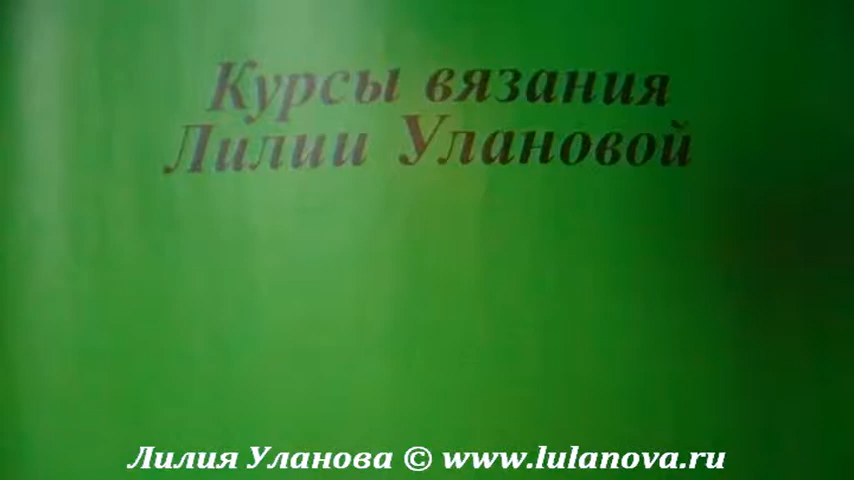 Курсы вязания
Лилии Улановой
Лилия Уланова © www.lulanova.ru